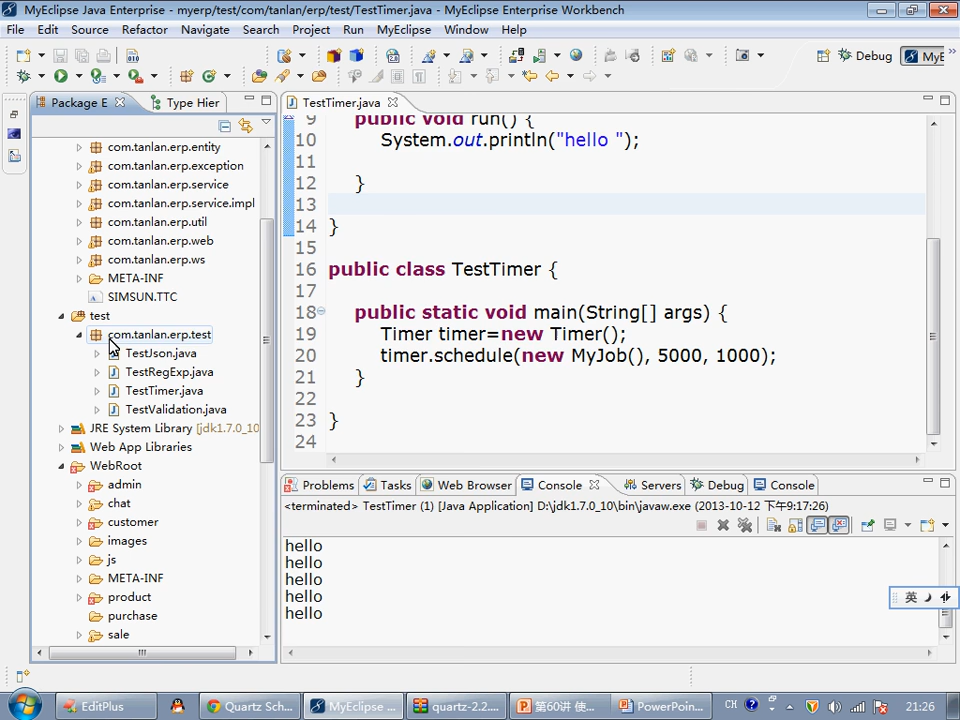 MyEclipse Java Enterprise - myerp/test/com/tanlan/erp/test/TestTimer.java - MyEclipse Enterprise Workbench
File Edit Source Refactor Navigate Search Project Run MyEclipse Window Help
Debug MyE
Package E Type Hier
com.tanlan.erp.entity
com.tanlan.erp.exception
com.tanlan.erp.service
com.tanlan.erp.service.impl
com.tanlan.erp.util
com.tanlan.erp.web
com.tanlan.erp.ws
META-INF
SIMSUN.TTC
test
com.tanlan.erp.test
TestJson.java
TestRegExp.java
TestTimer.java
TestValidation.java
JRE System Library [jdk1.7.0_10
Web App Libraries
WebRoot
admin
chat
customer
images
js
META-INF
product
purchase
sale
TestTimer.java
9 public void run() {
10 System.out.println("hello ");
11
12 }
13
14 }
15
16 public class TestTimer {
17
18 public static void main(String[] args) {
19 Timer timer=new Timer();
20 timer.schedule(new MyJob(), 5000, 1000);
21 }
22
23 }
24
Problems Tasks Web Browser Console Servers Debug Console
<terminated> TestTimer (1) [Java Application] D:\jdk1.7.0_10\bin\javaw.exe (2013-10-12 下午9:17:26)
hello
hello
hello
hello
hello
英
EditPlus Quartz Sch... MyEclipse ... quartz-2.2.... 第60讲 使... PowerPoin... CH 21:26